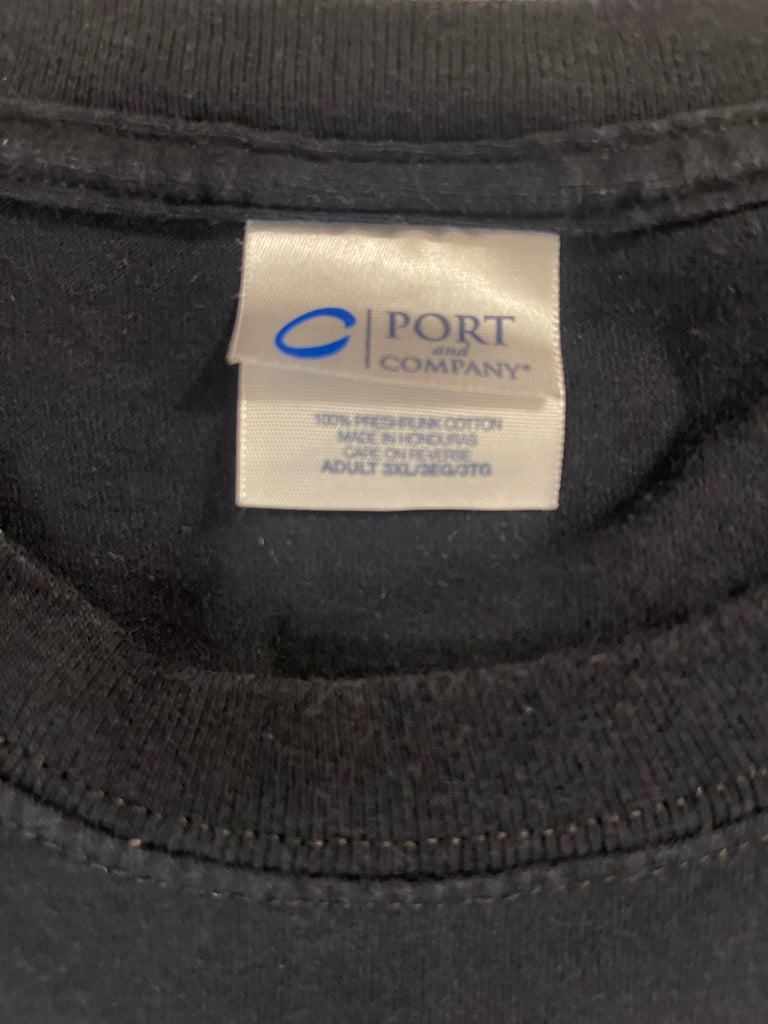 PORT
and
COMPANY®
100% PRESHRUNK COTTON
MADE IN HONDURAS
CARE ON REVERSE
ADULT 3XL/3EG/3TG